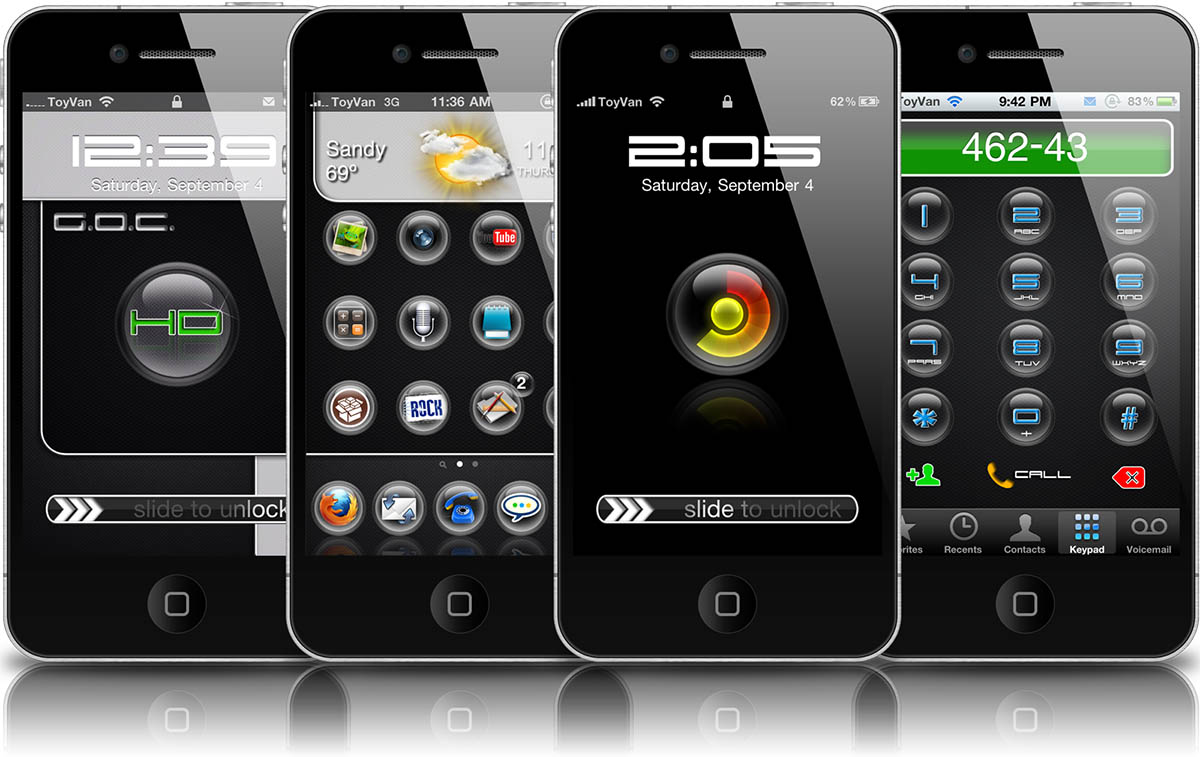 ToyVan
12:39
Saturday, September 4
G.O.C.
HD
slide to unlock
ToyVan 3G 11:36 AM
Sandy
69°
11
THUR
Tube
ROCK
2
ToyVan 62%
2:05
Saturday, September 4
slide to unlock
oyVan 9:42 PM 83%
462-43
1 2 3
ABC DEF
4 5 6
GHI JKL MNO
7 8 9
PQRS TUV WXYZ
* 0 #
+
CALL
orites Recents Contacts Keypad Voicemail